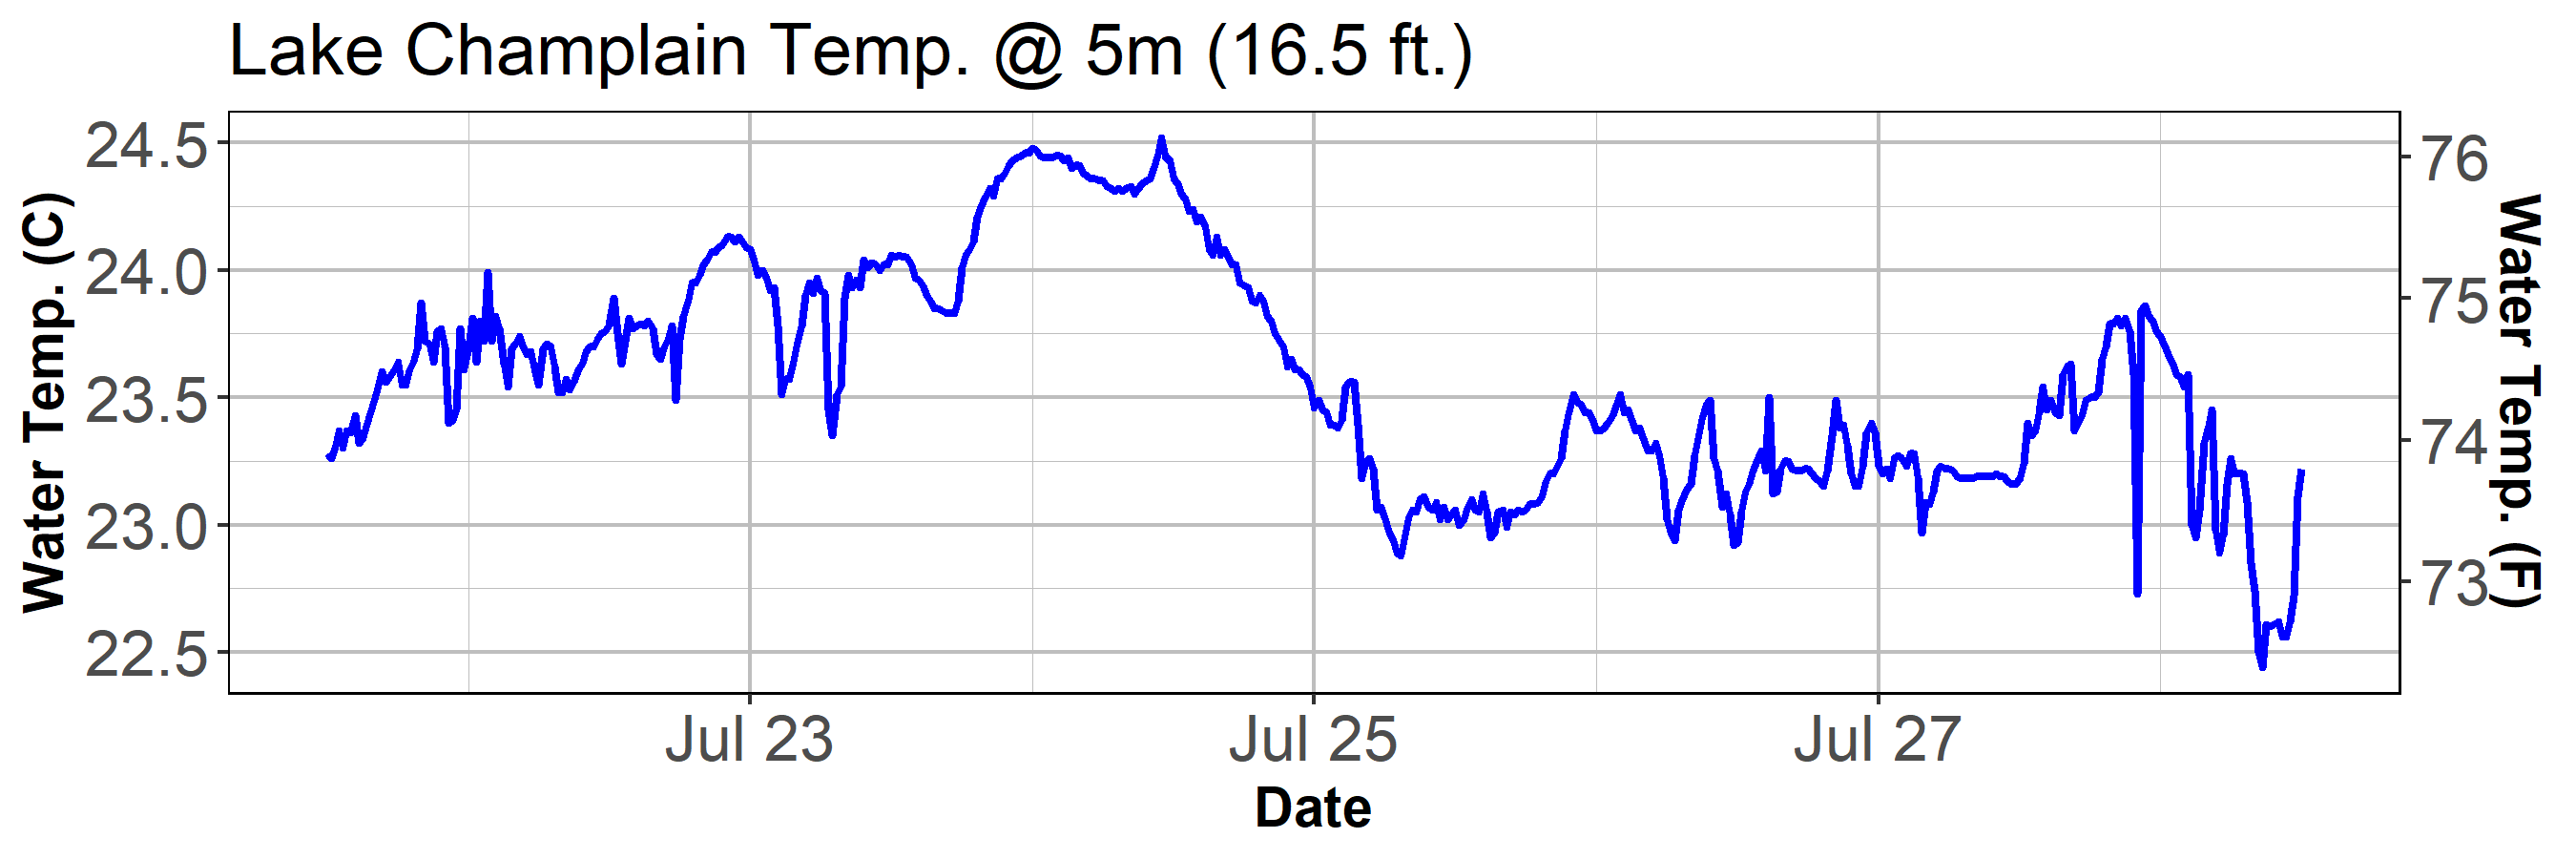 Lake Champlain Temp. @ 5m (16.5 ft.)
Water Temp. (C)
24.5
24.0
23.5
23.0
22.5
76
75
74
73
Water Temp. (F)
Jul 23
Jul 25
Jul 27
Date